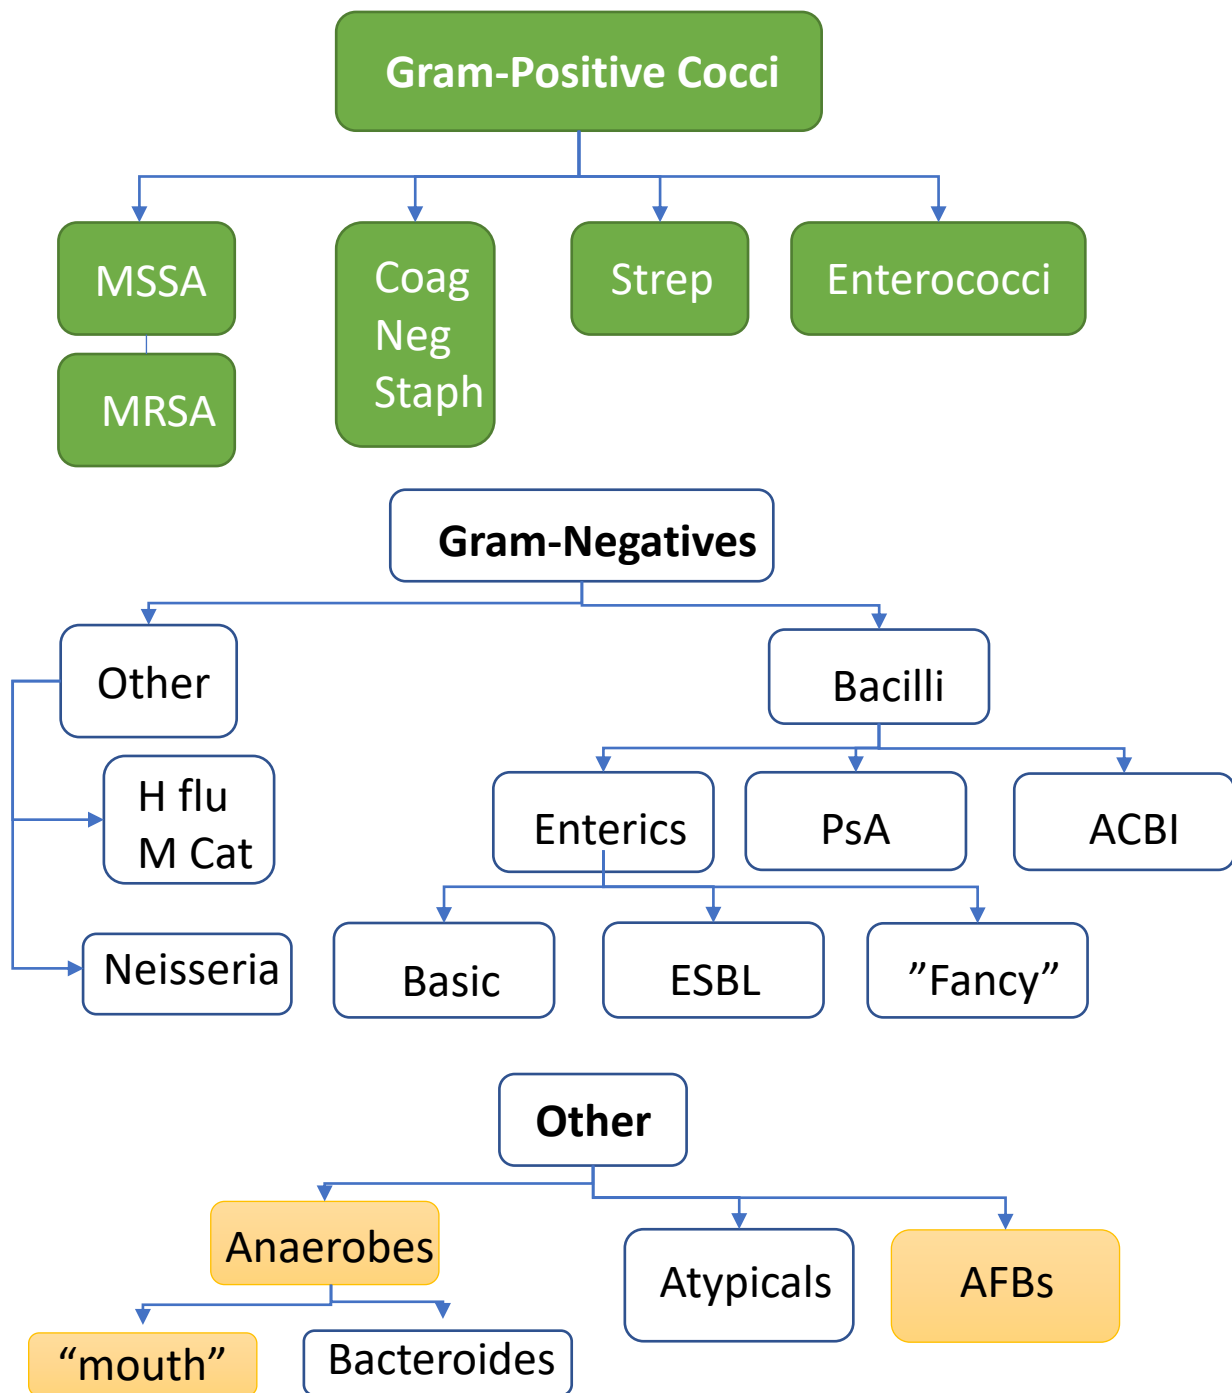 Gram-Positive Cocci
MSSA
Coag
Neg
Staph
Strep
Enterococci
MRSA
Gram-Negatives
Other
Bacilli
H flu
M Cat
Enterics
PsA
ACBI
Neisseria
Basic
ESBL
”Fancy”
Other
Anaerobes
Atypicals
AFBs
“mouth”
Bacteroides